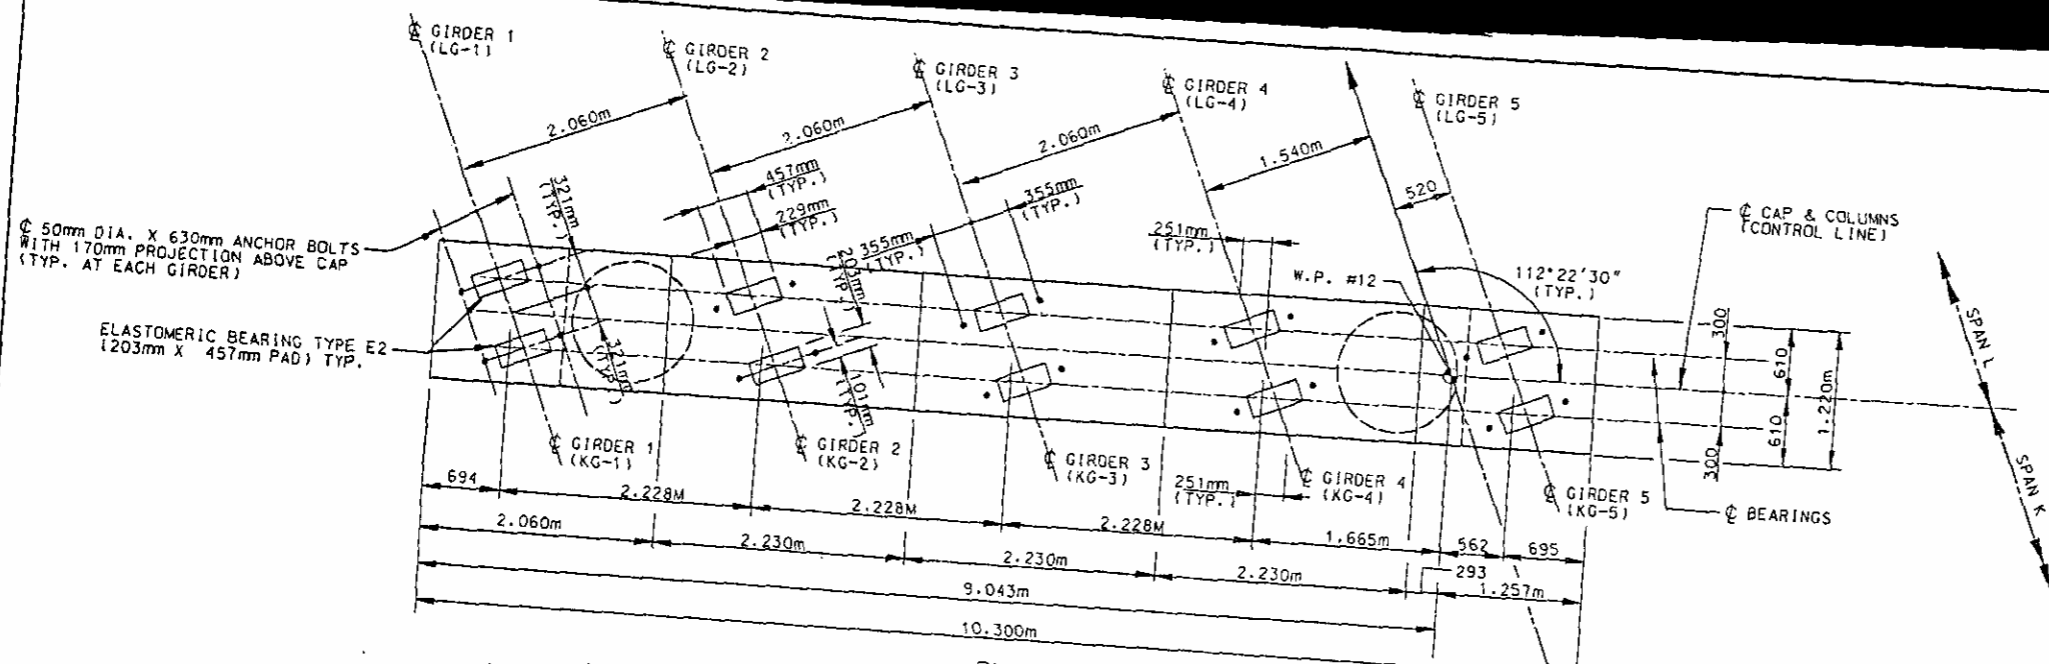 ℄ GIRDER 1
(LG-1)
℄ GIRDER 2
(LG-2)
℄ GIRDER 3
(LG-3)
℄ GIRDER 4
(LG-4)
℄ GIRDER 5
(LG-5)
2.060m
2.060m
2.060m
1.540m
520
321mm
(TYP.)
457mm
(TYP.)
229mm
(TYP.)
355mm
(TYP.)
355mm
(TYP.)
203mm
(TYP.)
251mm
(TYP.)
℄ CAP & COLUMNS
(CONTROL LINE)
W.P. #12
112°22'30"
(TYP.)
℄ 50mm DIA. X 630mm ANCHOR BOLTS
WITH 170mm PROJECTION ABOVE CAP
(TYP. AT EACH GIRDER)
ELASTOMERIC BEARING TYPE E2
(203mm X 457mm PAD) TYP.
321mm
(TYP.)
101mm
(TYP.)
300
610
1.220m
610
300
SPAN L
SPAN K
℄ GIRDER 1
(KG-1)
℄ GIRDER 2
(KG-2)
℄ GIRDER 3
(KG-3)
℄ GIRDER 4
(KG-4)
℄ GIRDER 5
(KG-5)
251mm
(TYP.)
℄ BEARINGS
694
2.228M
2.228M
2.228M
1.665m
562
695
2.060m
2.230m
2.230m
2.230m
293
1.257m
9.043m
10.300m